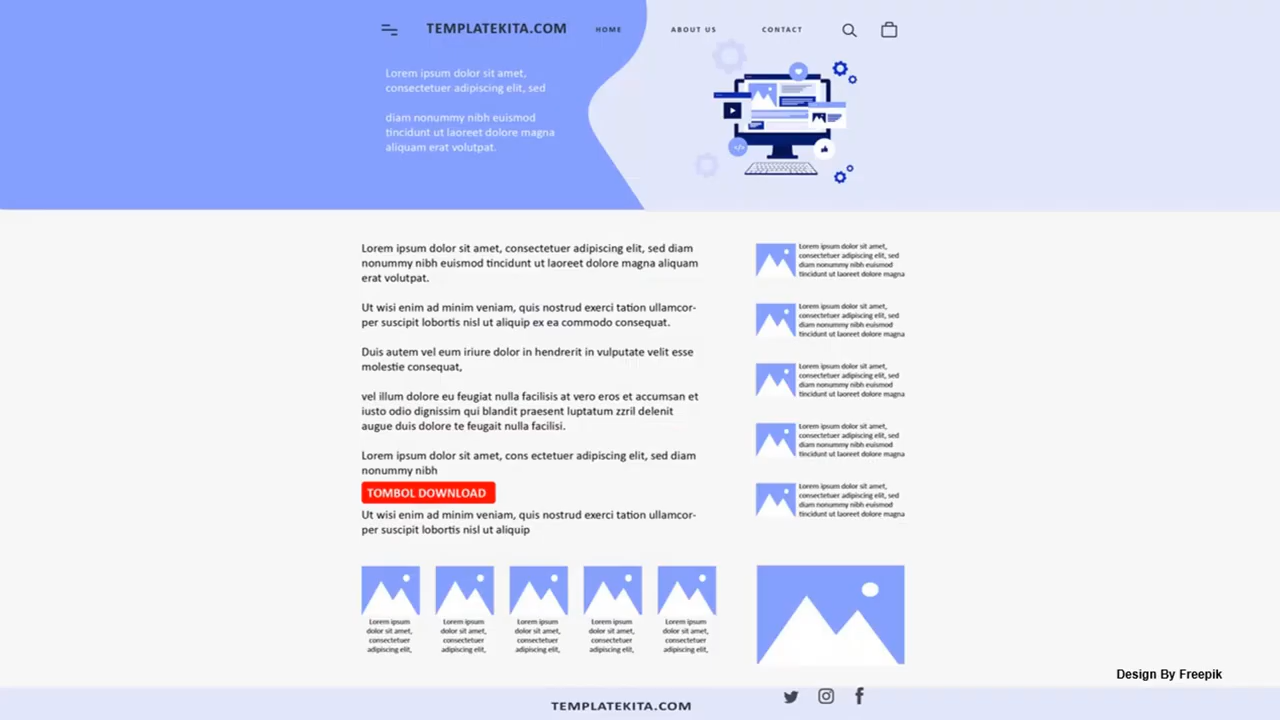 TEMPLATEKITA.COM
HOME
ABOUT US
CONTACT
Lorem ipsum dolor sit amet,
consectetuer adipiscing elit, sed
diam nonummy nibh euismod
tincidunt ut laoreet dolore magna
aliquam erat volutpat.
Lorem ipsum dolor sit amet, consectetuer adipiscing elit, sed diam
nonummy nibh euismod tincidunt ut laoreet dolore magna aliquam
erat volutpat.
Ut wisi enim ad minim veniam, quis nostrud exerci tation ullamcor-
per suscipit lobortis nisl ut aliquip ex ea commodo consequat.
Duis autem vel eum iriure dolor in hendrerit in vulputate velit esse
molestie consequat,
vel illum dolore eu feugiat nulla facilisis at vero eros et accumsan et
iusto odio dignissim qui blandit praesent luptatum zzril delenit
augue duis dolore te feugait nulla facilisi.
Lorem ipsum dolor sit amet, cons ectetuer adipiscing elit, sed diam
nonummy nibh
TOMBOL DOWNLOAD
Ut wisi enim ad minim veniam, quis nostrud exerci tation ullamcor-
per suscipit lobortis nisl ut aliquip
Lorem ipsum dolor sit amet,
consectetuer adipiscing elit, sed
diam nonummy nibh euismod
tincidunt ut laoreet dolore magna
Lorem ipsum dolor sit amet,
consectetuer adipiscing elit, sed
diam nonummy nibh euismod
tincidunt ut laoreet dolore magna
Lorem ipsum dolor sit amet,
consectetuer adipiscing elit, sed
diam nonummy nibh euismod
tincidunt ut laoreet dolore magna
Lorem ipsum dolor sit amet,
consectetuer adipiscing elit, sed
diam nonummy nibh euismod
tincidunt ut laoreet dolore magna
Lorem ipsum dolor sit amet,
consectetuer adipiscing elit, sed
diam nonummy nibh euismod
tincidunt ut laoreet dolore magna
Lorem ipsum
dolor sit amet,
consectetuer
adipiscing elit,
Lorem ipsum
dolor sit amet,
consectetuer
adipiscing elit,
Lorem ipsum
dolor sit amet,
consectetuer
adipiscing elit,
Lorem ipsum
dolor sit amet,
consectetuer
adipiscing elit,
Lorem ipsum
dolor sit amet,
consectetuer
adipiscing elit,
Design By Freepik
TEMPLATEKITA.COM